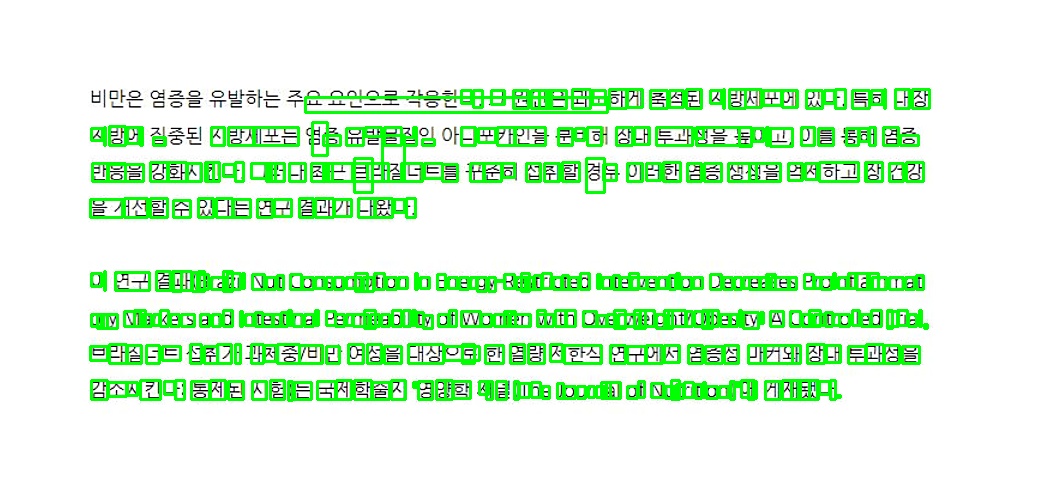 비만은 염증을 유발하는 주요 요인으로 작용한다. 그 원인은 과도하게 축적된 지방세포에 있다. 특히 내장
지방에 집중된 지방세포는 염증 유발물질인 아디포카인을 분비해 장내 투과성을 높이고, 이를 통해 염증
반응을 강화시킨다. 그러나 최근 브라질너트를 꾸준히 섭취할 경우 이러한 염증 생성을 억제하고 장 건강
을 개선할 수 있다는 연구 결과가 나왔다.
이 연구 결과(Brazil Nut Consumption in Energy-Restricted Intervention Decreases Proinflammat
ory Markers and Intestinal Permeability of Women with Overweight/Obesity: A Controlled Trial,
브라질너트 섭취가 과체중/비만 여성을 대상으로 한 열량 제한식 연구에서 염증성 마커와 장내 투과성을
감소시킨다: 통제된 시험)는 국제학술지 '영양학 저널(The Journal of Nutrition)'에 게재됐다.